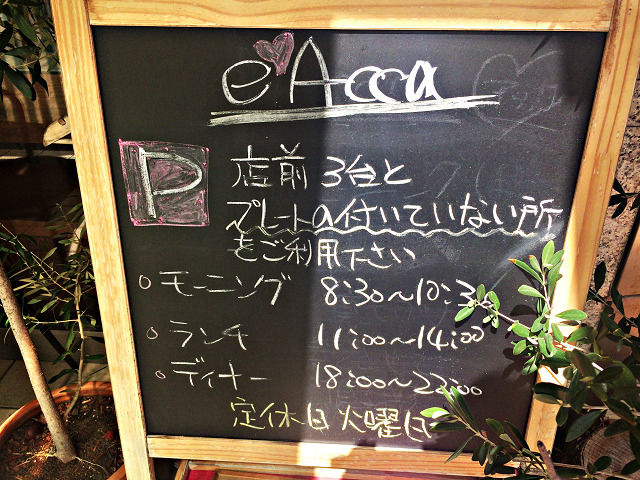 e'Acca
P 店前 3台と
プレートの付いていない所
をご利用下さい
○ モーニング 8:30〜10:30
○ ランチ 11:00〜14:00
○ ディナー 18:00〜22:00
定休日 火曜日